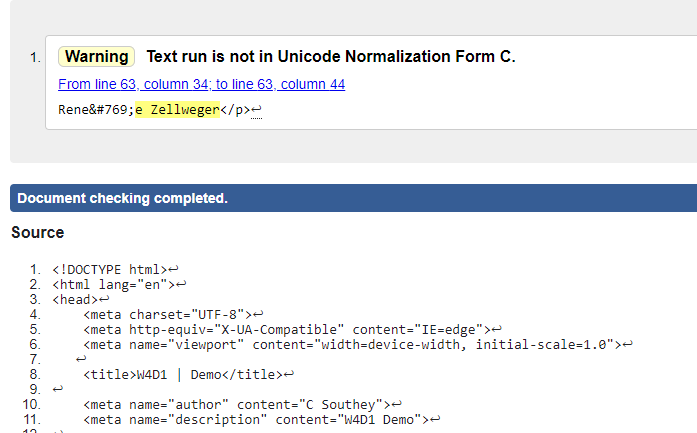 1. Warning Text run is not in Unicode Normalization Form C.
From line 63, column 34; to line 63, column 44
Rene&#769;e Zellweger</p>↩
Document checking completed.
Source
1. <!DOCTYPE html>↩
2. <html lang="en">↩
3. <head>↩
4. <meta charset="UTF-8">↩
5. <meta http-equiv="X-UA-Compatible" content="IE=edge">↩
6. <meta name="viewport" content="width=device-width, initial-scale=1.0">↩
7. ↩
8. <title>W4D1 | Demo</title>↩
9. ↩
10. <meta name="author" content="C Southey">↩
11. <meta name="description" content="W4D1 Demo">↩